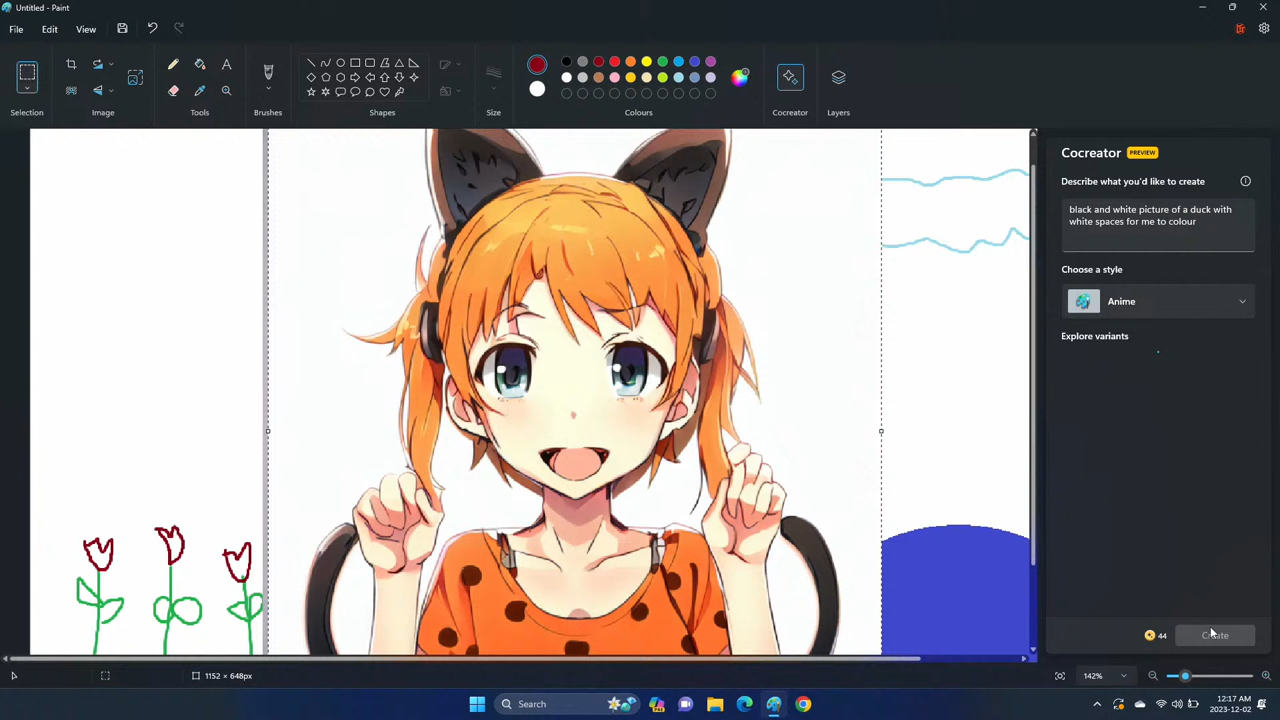 Untitled - Paint
File Edit View
Selection Image Tools Brushes Shapes Size Colours Cocreator Layers
Cocreator PREVIEW
Describe what you'd like to create
black and white picture of a duck with
white spaces for me to colour
Choose a style
Anime
Explore variants
44 Create
1152 × 648px
142%
Search
12:17 AM
2023-12-02